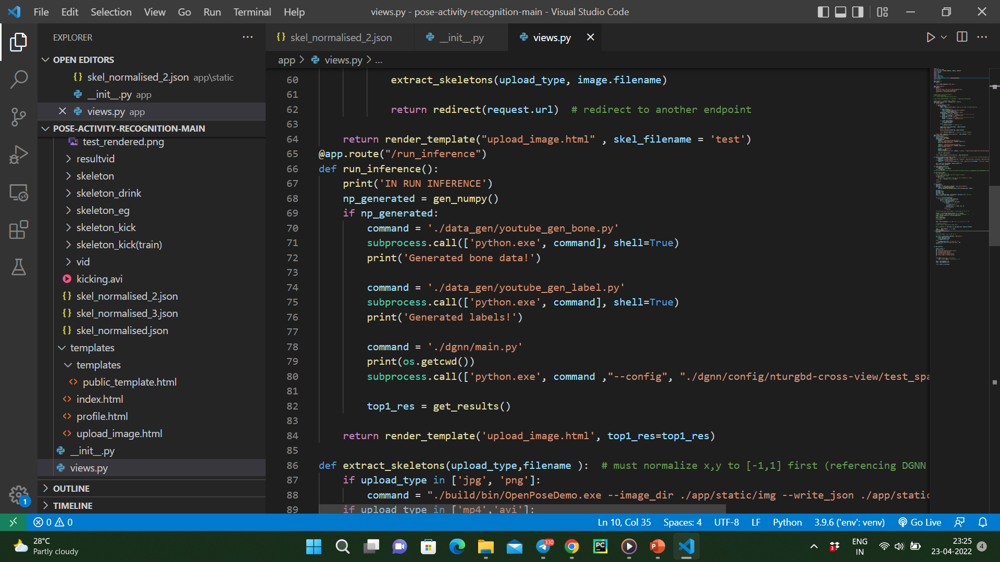 File Edit Selection View Go Run Terminal Help
views.py - pose-activity-recognition-main - Visual Studio Code
EXPLORER
OPEN EDITORS
skel_normalised_2.json app\static
__init__.py app
views.py app
POSE-ACTIVITY-RECOGNITION-MAIN
test_rendered.png
resultvid
skeleton
skeleton_drink
skeleton_eg
skeleton_kick
skeleton_kick(train)
vid
kicking.avi
skel_normalised_2.json
skel_normalised_3.json
skel_normalised.json
templates
templates
public_template.html
index.html
profile.html
upload_image.html
__init__.py
views.py
OUTLINE
TIMELINE
1
skel_normalised_2.json
__init__.py
views.py
app > views.py > ...
60 extract_skeletons(upload_type, image.filename)
61
62 return redirect(request.url)  # redirect to another endpoint
63
64 return render_template("upload_image.html" , skel_filename = 'test')
65 @app.route("/run_inference")
66 def run_inference():
67 print('IN RUN INFERENCE')
68 np_generated = gen_numpy()
69 if np_generated:
70 command = './data_gen/youtube_gen_bone.py'
71 subprocess.call(['python.exe', command], shell=True)
72 print('Generated bone data!')
73
74 command = './data_gen/youtube_gen_label.py'
75 subprocess.call(['python.exe', command], shell=True)
76 print('Generated labels!')
77
78 command = './dgnn/main.py'
79 print(os.getcwd())
80 subprocess.call(['python.exe', command ,"--config", "./dgnn/config/nturgbd-cross-view/test_spa
81
82 top1_res = get_results()
83
84 return render_template('upload_image.html', top1_res=top1_res)
85
86 def extract_skeletons(upload_type,filename ):  # must normalize x,y to [-1,1] first (referencing DGNN
87 if upload_type in ['jpg', 'png']:
88 command = "./build/bin/OpenPoseDemo.exe --image_dir ./app/static/img --write_json ./app/static
89 if upload_type in ['mp4','avi']:
0 0
Ln 10, Col 35 Spaces: 4 UTF-8 LF Python 3.9.6 ('env': venv) Go Live
28°C
Partly cloudy
330
PC
P
3
ENG
IN
23:25
23-04-2022
4